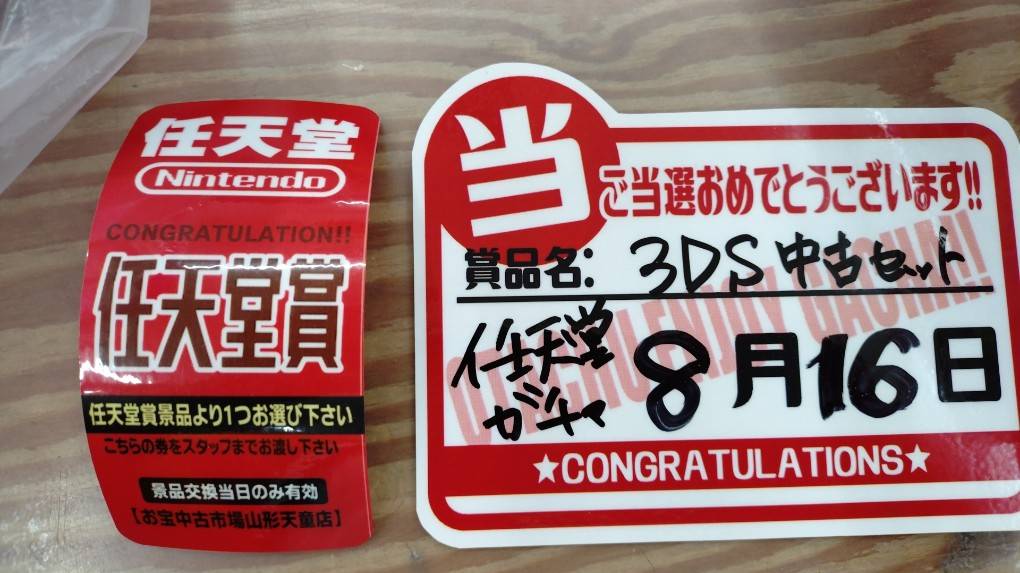 任天堂
Nintendo
CONGRATULATION!!
任天堂賞
任天堂賞景品より1つお選び下さい
こちらの券をスタッフまでお渡し下さい
景品交換当日のみ有効
【お宝中古市場山形天童店】
当
ご当選おめでとうございます!!
賞品名: 3DS中古セット
任天堂
ガチャ
8月16日
★CONGRATULATIONS★